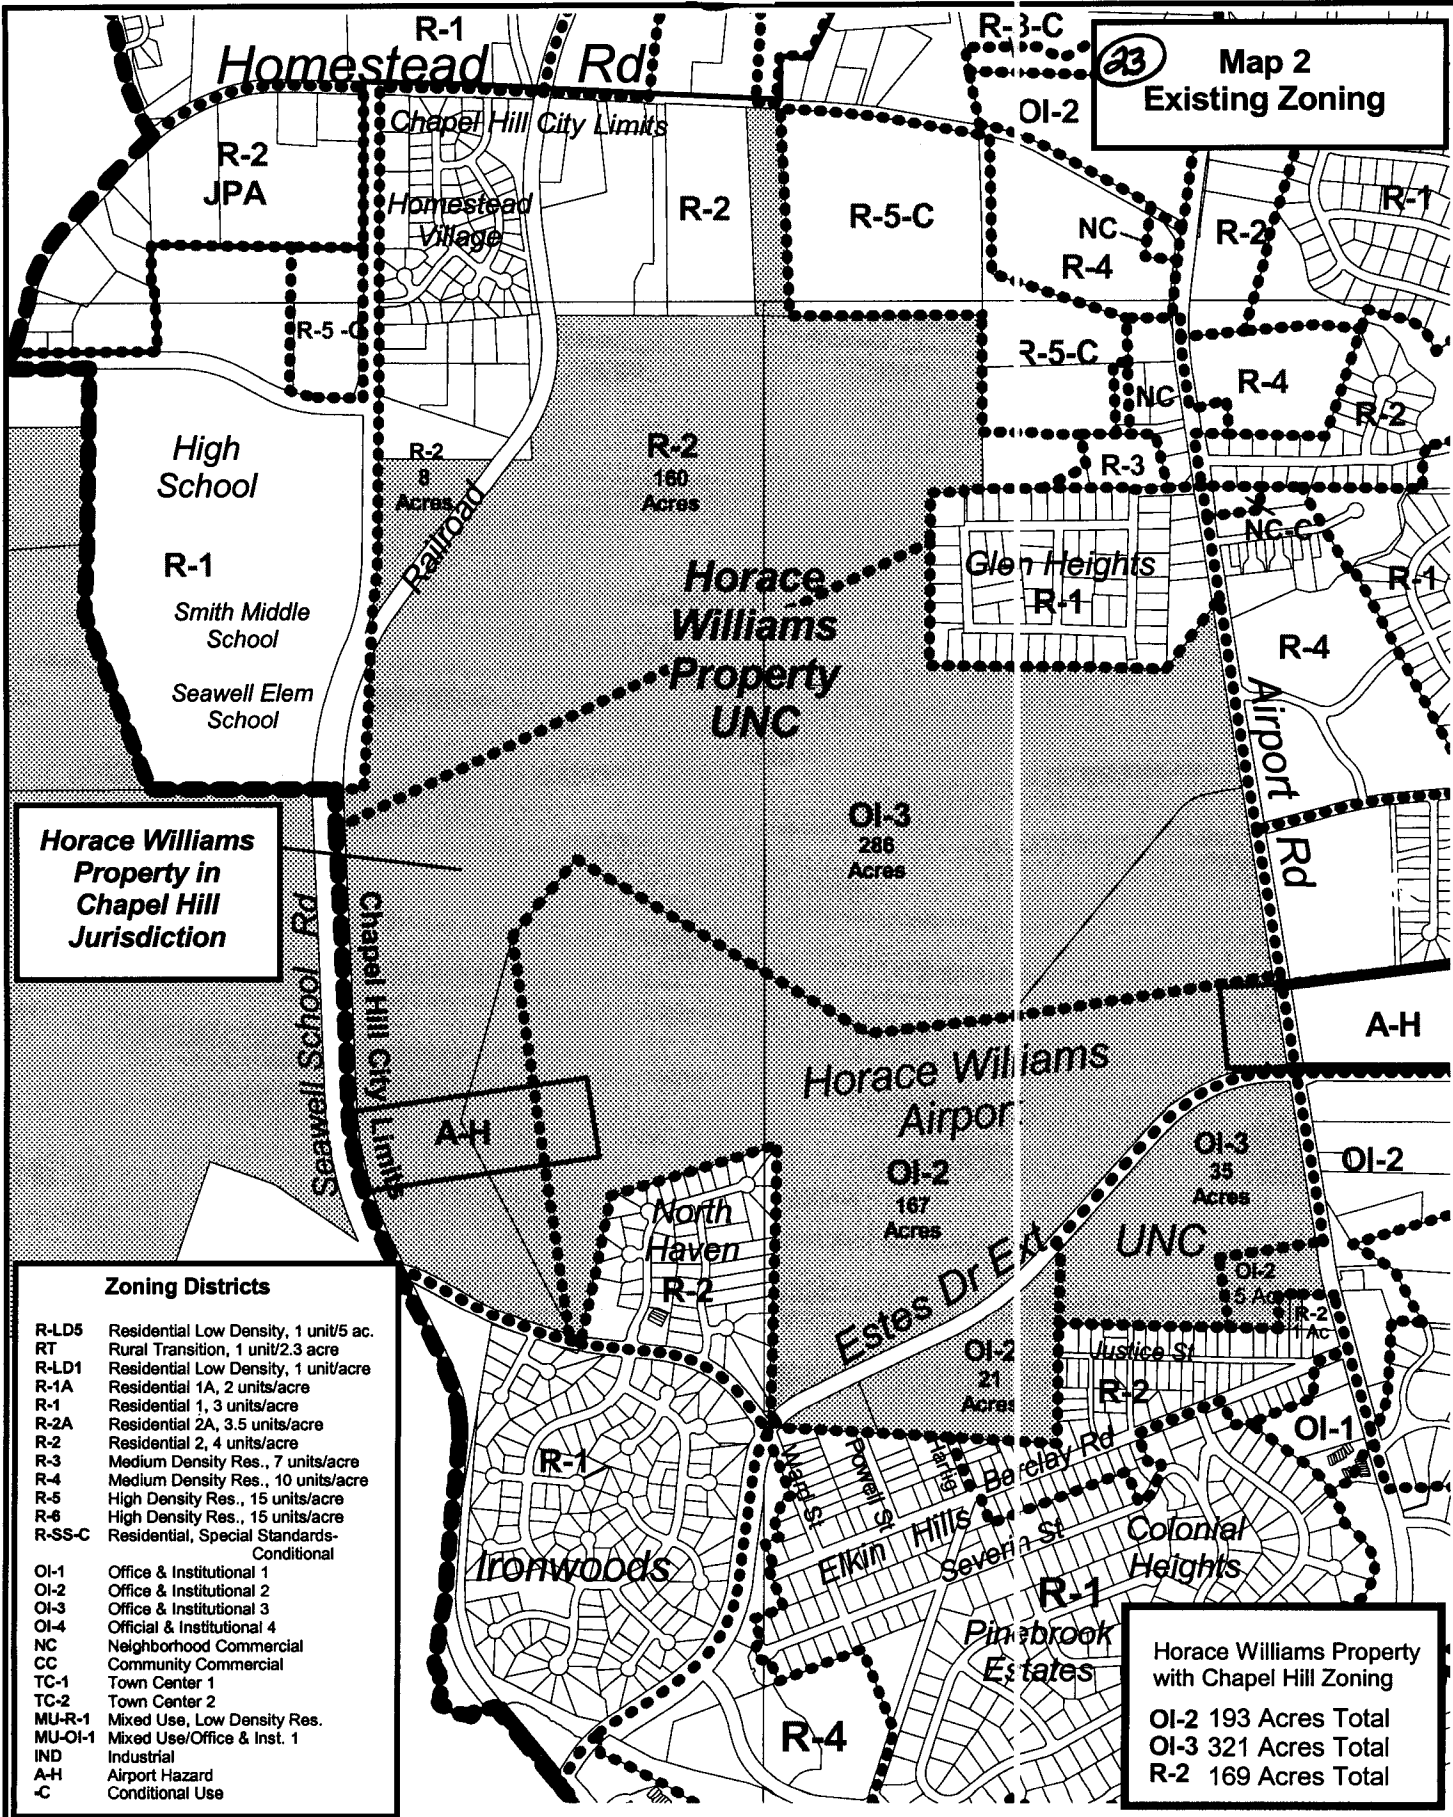 R-1
R-3-C
Homestead Rd
23
Map 2
Existing Zoning
Chapel Hill City Limits
OI-2
R-2
JPA
Homestead
Village
R-2
R-5-C
NC
R-4
R-2
R-1
R-5-C
R-5-C
NC
R-4
R-2
High
School
R-2
8
Acres
Railroad
R-2
160
Acres
R-3
NC-C
R-1
Smith Middle
School
Seawell Elem
School
Horace
Williams
Property
UNC
Glen Heights
R-1
R-1
R-4
Airport Rd
Horace Williams
Property in
Chapel Hill
Jurisdiction
OI-3
286
Acres
Seawell School Rd
Chapel Hill City Limits
A-H
A-H
Horace Williams
Airport
OI-2
167
Acres
OI-3
35
Acres
OI-2
UNC
North
Haven
R-2
Estes Dr Ext
OI-2
5 Ac
R-2
1 Ac
OI-2
21
Acres
Justice St
R-2
OI-1
R-1
Ward St
Powell St
Hartig
Barclay Rd
Elkin Hills
Severin St
Colonial
Heights
Ironwoods
R-1
Pinebrook
Estates
R-4
Zoning Districts
R-LD5 Residential Low Density, 1 unit/5 ac.
RT Rural Transition, 1 unit/2.3 acre
R-LD1 Residential Low Density, 1 unit/acre
R-1A Residential 1A, 2 units/acre
R-1 Residential 1, 3 units/acre
R-2A Residential 2A, 3.5 units/acre
R-2 Residential 2, 4 units/acre
R-3 Medium Density Res., 7 units/acre
R-4 Medium Density Res., 10 units/acre
R-5 High Density Res., 15 units/acre
R-6 High Density Res., 15 units/acre
R-SS-C Residential, Special Standards-
Conditional
OI-1 Office & Institutional 1
OI-2 Office & Institutional 2
OI-3 Office & Institutional 3
OI-4 Official & Institutional 4
NC Neighborhood Commercial
CC Community Commercial
TC-1 Town Center 1
TC-2 Town Center 2
MU-R-1 Mixed Use, Low Density Res.
MU-OI-1 Mixed Use/Office & Inst. 1
IND Industrial
A-H Airport Hazard
-C Conditional Use
Horace Williams Property
with Chapel Hill Zoning
OI-2 193 Acres Total
OI-3 321 Acres Total
R-2 169 Acres Total